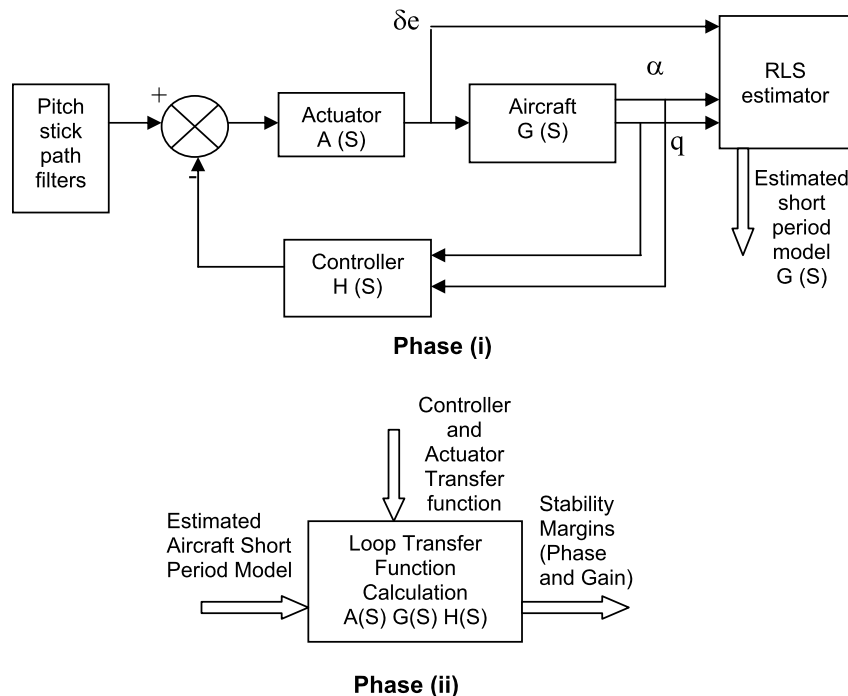 δe
α
RLS
estimator
Pitch
stick
path
filters
+
Actuator
A (S)
Aircraft
G (S)
q
-
Estimated
short
period
model
G (S)
Controller
H (S)
Phase (i)
Controller
and
Actuator
Transfer
function
Estimated
Aircraft Short
Period Model
Loop Transfer
Function
Calculation
A(S) G(S) H(S)
Stability
Margins
(Phase
and Gain)
Phase (ii)